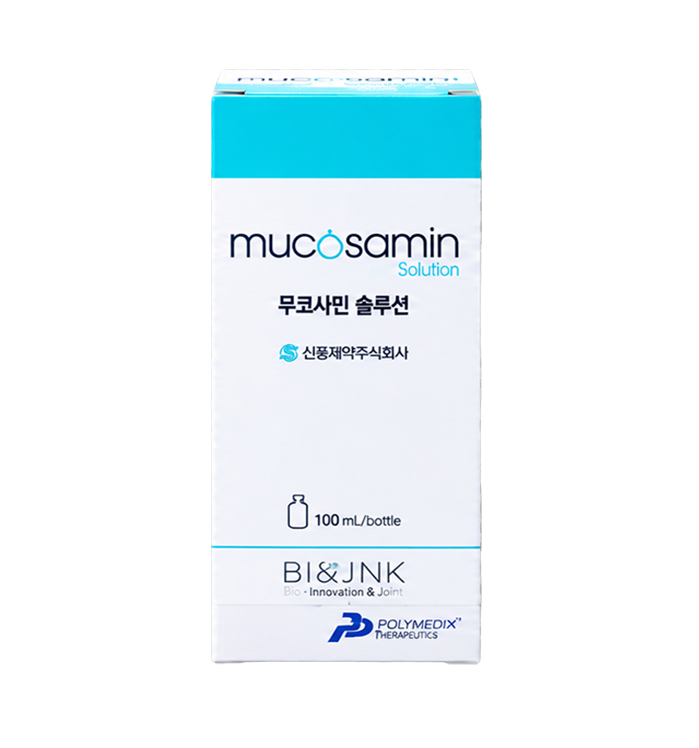 mucosamin
mucosamin
Solution
무코사민 솔루션
신풍제약주식회사
100 mL/bottle
BI&JNK
Bio - Innovation & Joint
POLYMEDIX
THERAPEUTICS